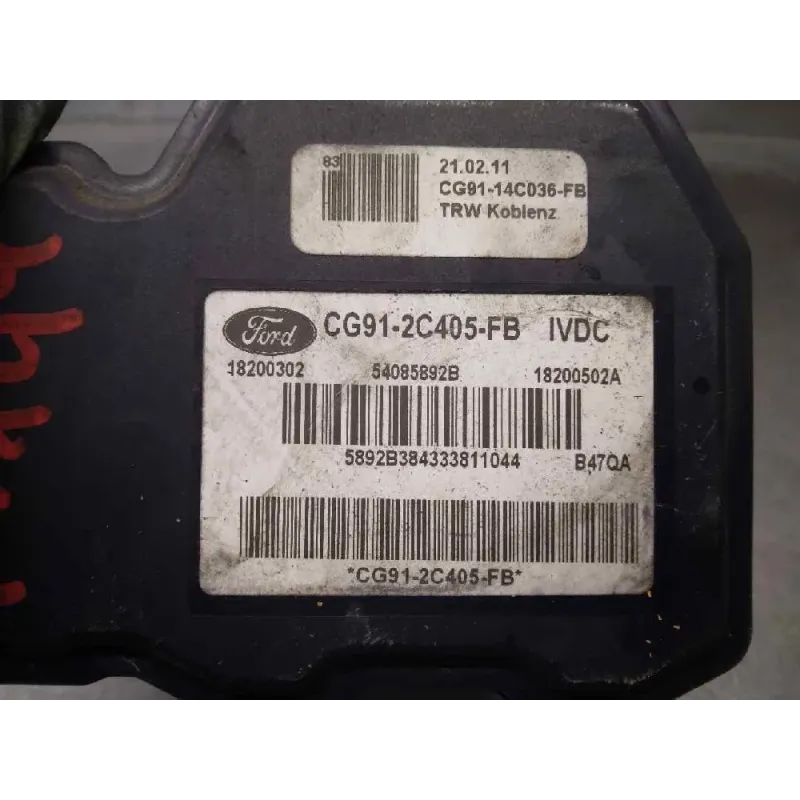 83
21.02.11
CG91-14C036-FB
TRW Koblenz
Ford CG91-2C405-FB IVDC
18200302 54085892B 18200502A
5892B384333811044 B47QA
*CG91-2C405-FB*